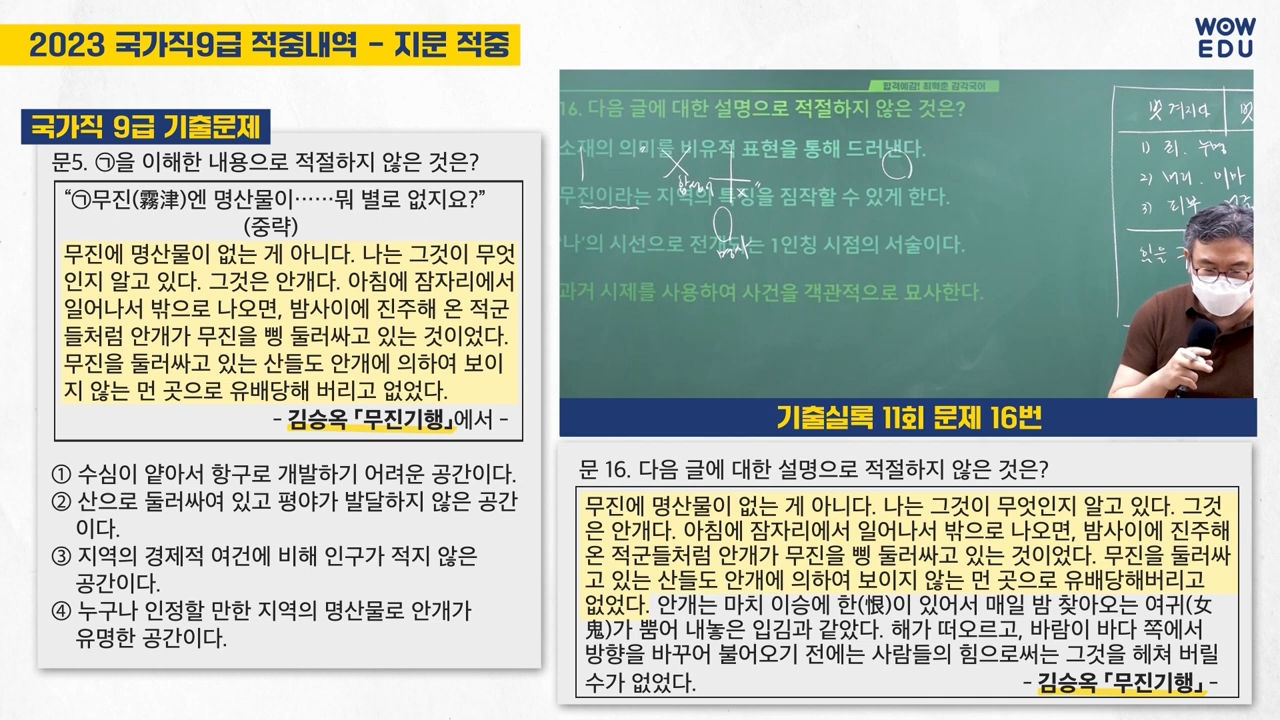 2023 국가직9급 적중내역 - 지문 적중
WOW
EDU
국가직 9급 기출문제
문5. ㉠을 이해한 내용으로 적절하지 않은 것은?
“㉠무진(霧津)엔 명산물이……뭐 별로 없지요?”
(중략)
무진에 명산물이 없는 게 아니다. 나는 그것이 무엇
인지 알고 있다. 그것은 안개다. 아침에 잠자리에서
일어나서 밖으로 나오면, 밤사이에 진주해 온 적군
들처럼 안개가 무진을 삥 둘러싸고 있는 것이었다.
무진을 둘러싸고 있는 산들도 안개에 의하여 보이
지 않는 먼 곳으로 유배당해 버리고 없었다.
- 김승옥 「무진기행」에서 -
① 수심이 얕아서 항구로 개발하기 어려운 공간이다.
② 산으로 둘러싸여 있고 평야가 발달하지 않은 공간
이다.
③ 지역의 경제적 여건에 비해 인구가 적지 않은
공간이다.
④ 누구나 인정할 만한 지역의 명산물로 안개가
유명한 공간이다.
합격예감! 최학춘 감각국어
16. 다음 글에 대한 설명으로 적절하지 않은 것은?
소재의 의미를 비유적 표현을 통해 드러낸다.
무진이라는 지역의 특징을 짐작할 수 있게 한다.
'나'의 시선으로 전개되는 1인칭 시점의 서술이다.
과거 시제를 사용하여 사건을 객관적으로 묘사한다.
기출실록 11회 문제 16번
문 16. 다음 글에 대한 설명으로 적절하지 않은 것은?
무진에 명산물이 없는 게 아니다. 나는 그것이 무엇인지 알고 있다. 그것
은 안개다. 아침에 잠자리에서 일어나서 밖으로 나오면, 밤사이에 진주해
온 적군들처럼 안개가 무진을 삥 둘러싸고 있는 것이었다. 무진을 둘러싸
고 있는 산들도 안개에 의하여 보이지 않는 먼 곳으로 유배당해버리고
없었다. 안개는 마치 이승에 한(恨)이 있어서 매일 밤 찾아오는 여귀(女
鬼)가 뿜어 내놓은 입김과 같았다. 해가 떠오르고, 바람이 바다 쪽에서
방향을 바꾸어 불어오기 전에는 사람들의 힘으로써는 그것을 헤쳐 버릴
수가 없었다.
- 김승옥 「무진기행」 -